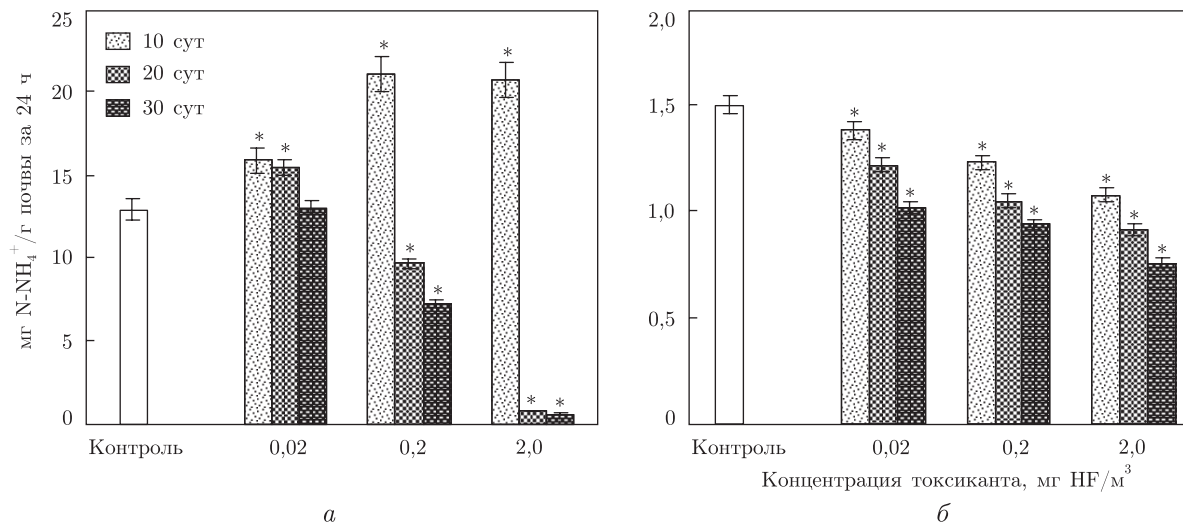 мг N-NH₄⁺/г почвы за 24 ч
25
20
15
10
5
0
10 сут
20 сут
30 сут
* * * * * * * *
Контроль 0,02 0,2 2,0
а
2,0
1,5
1,0
0,5
0
* * * * * * * * *
Контроль 0,02 0,2 2,0
Концентрация токсиканта, мг HF/м³
б